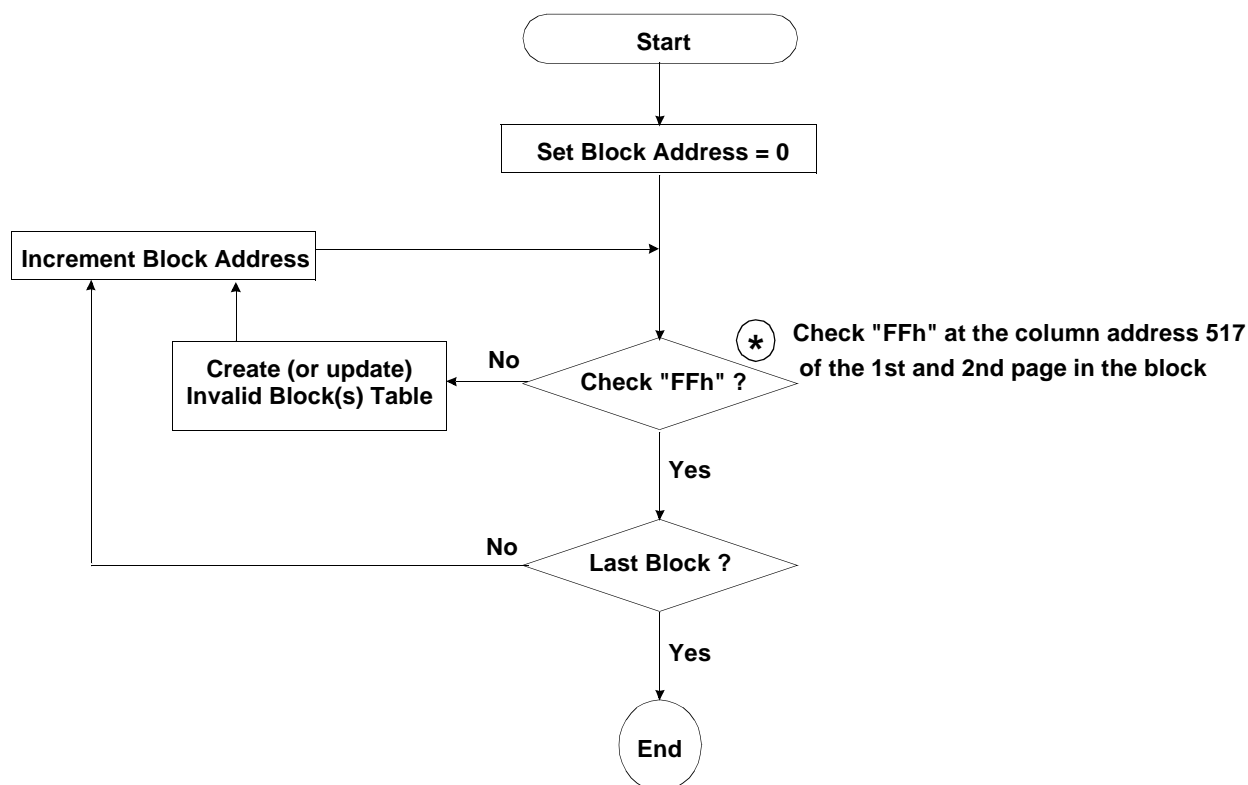 Start
Set Block Address = 0
Increment Block Address
* Check "FFh" at the column address 517
of the 1st and 2nd page in the block
No
Create (or update)
Invalid Block(s) Table
Check "FFh" ?
Yes
No
Last Block ?
Yes
End